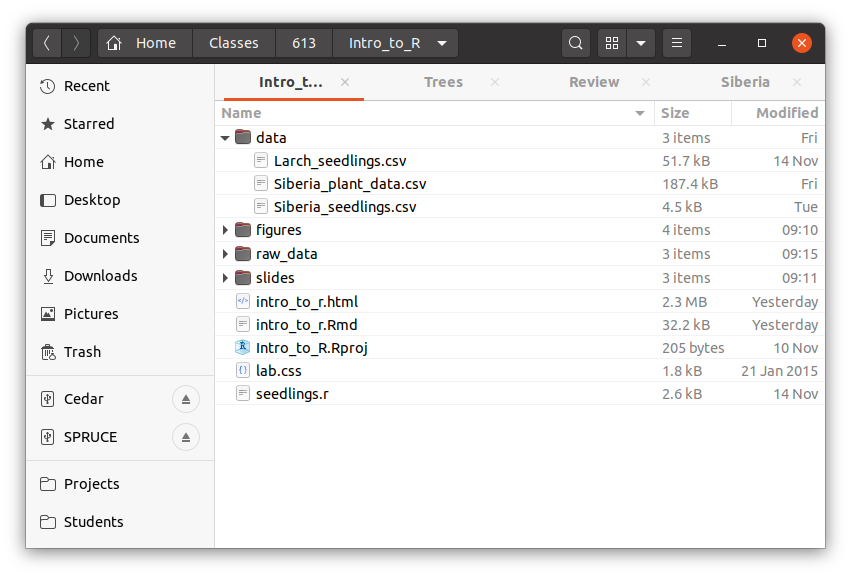 Home Classes 613 Intro_to_R
Recent
Starred
Home
Desktop
Documents
Downloads
Pictures
Trash
Cedar
SPRUCE
Projects
Students
Intro_t... Trees Review Siberia
Name Size Modified
data 3 items Fri
Larch_seedlings.csv 51.7 kB 14 Nov
Siberia_plant_data.csv 187.4 kB Fri
Siberia_seedlings.csv 4.5 kB Tue
figures 4 items 09:10
raw_data 3 items 09:15
slides 3 items 09:11
intro_to_r.html 2.3 MB Yesterday
intro_to_r.Rmd 32.2 kB Yesterday
Intro_to_R.Rproj 205 bytes 10 Nov
lab.css 1.8 kB 21 Jan 2015
seedlings.r 2.6 kB 14 Nov